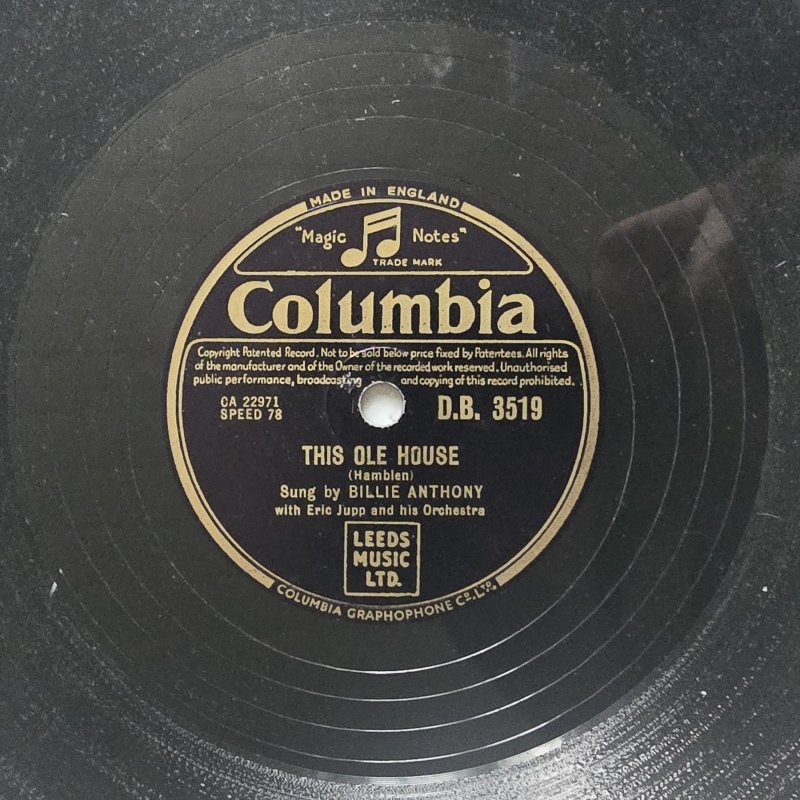 MADE IN ENGLAND
"Magic Notes"
TRADE MARK
Columbia
Copyright Patented Record. Not to be sold below price fixed by Patentees. All rights
of the manufacturer and of the Owner of the recorded work reserved. Unauthorised
public performance, broadcasting and copying of this record prohibited.
CA 22971 D.B. 3519
SPEED 78
THIS OLE HOUSE
(Hamblen)
Sung by BILLIE ANTHONY
with Eric Jupp and his Orchestra
LEEDS
MUSIC
LTD.
COLUMBIA GRAPHOPHONE CO. LTD.